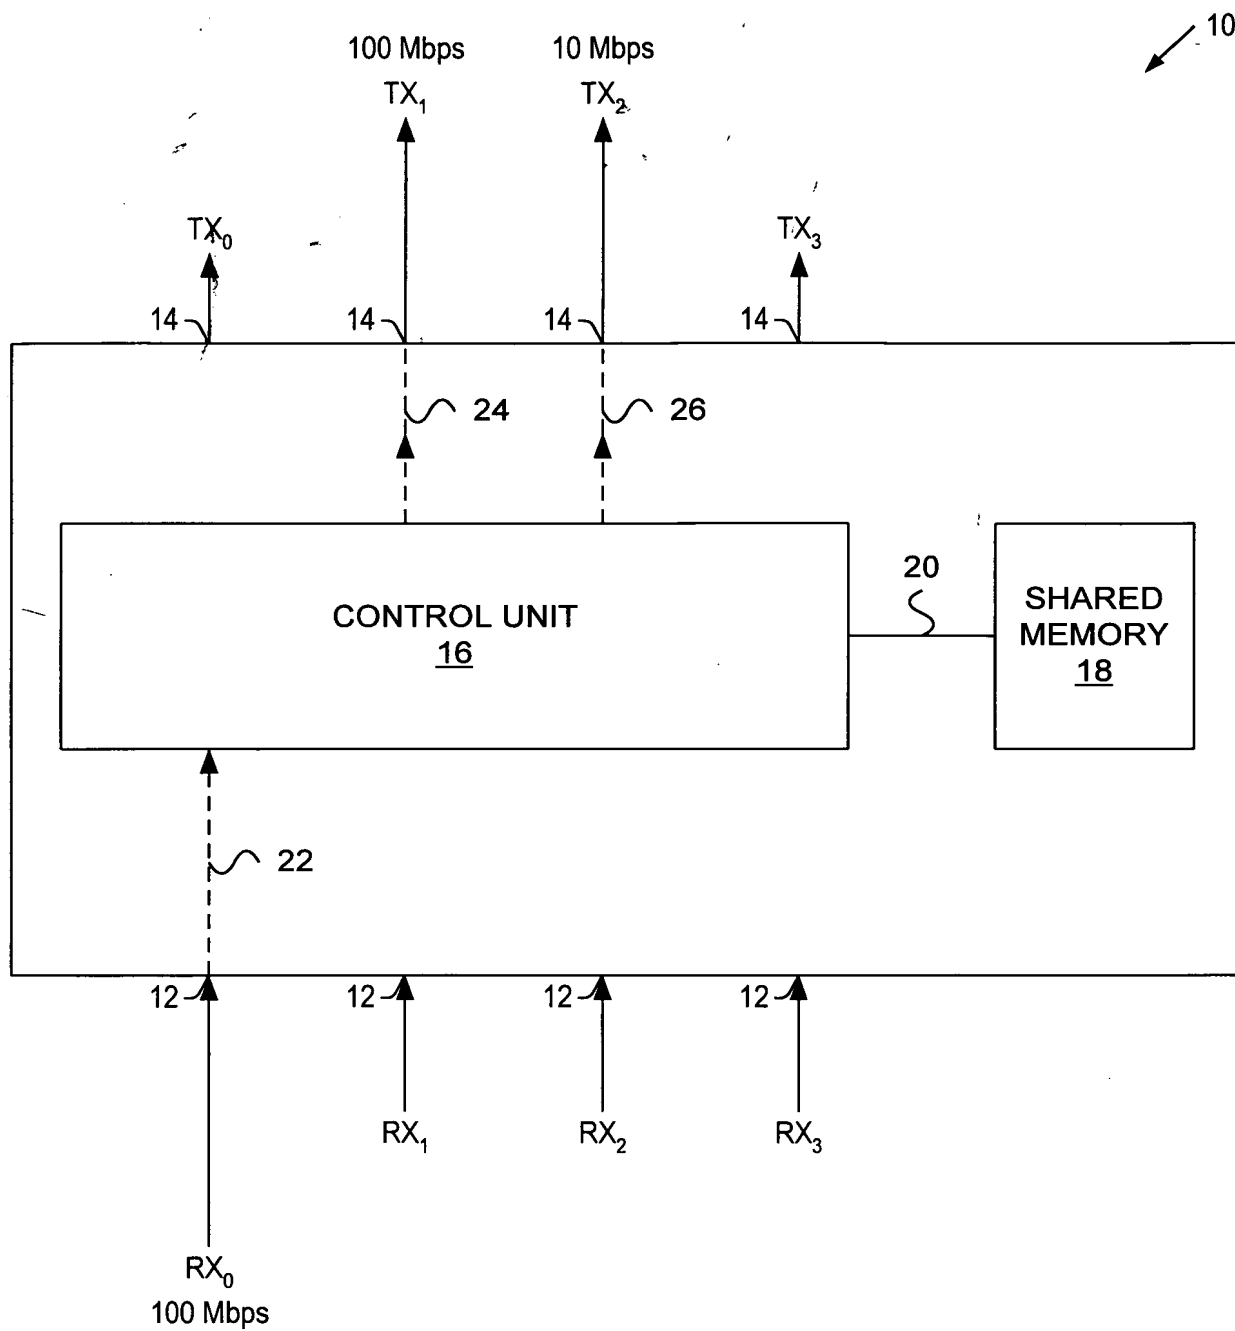 10
100 Mbps 10 Mbps
TX1 TX2
TX0 TX3
14 14 14 14
24 26
20
CONTROL UNIT
16
SHARED
MEMORY
18
22
12 12 12 12
RX1 RX2 RX3
RX0
100 Mbps